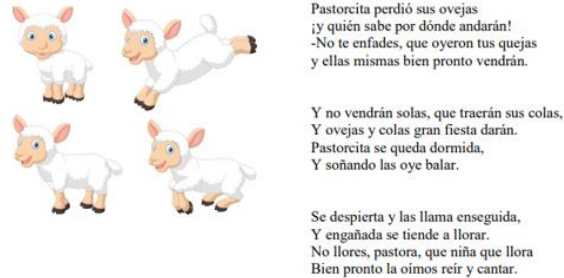 Pastorcita perdió sus ovejas
¡y quién sabe por dónde andarán!
-No te enfades, que oyeron tus quejas
y ellas mismas bien pronto vendrán.
Y no vendrán solas, que traerán sus colas,
Y ovejas y colas gran fiesta darán.
Pastorcita se queda dormida,
Y soñando las oye balar.
Se despierta y las llama enseguida,
Y engañada se tiende a llorar.
No llores, pastora, que niña que llora
Bien pronto la oímos reír y cantar.